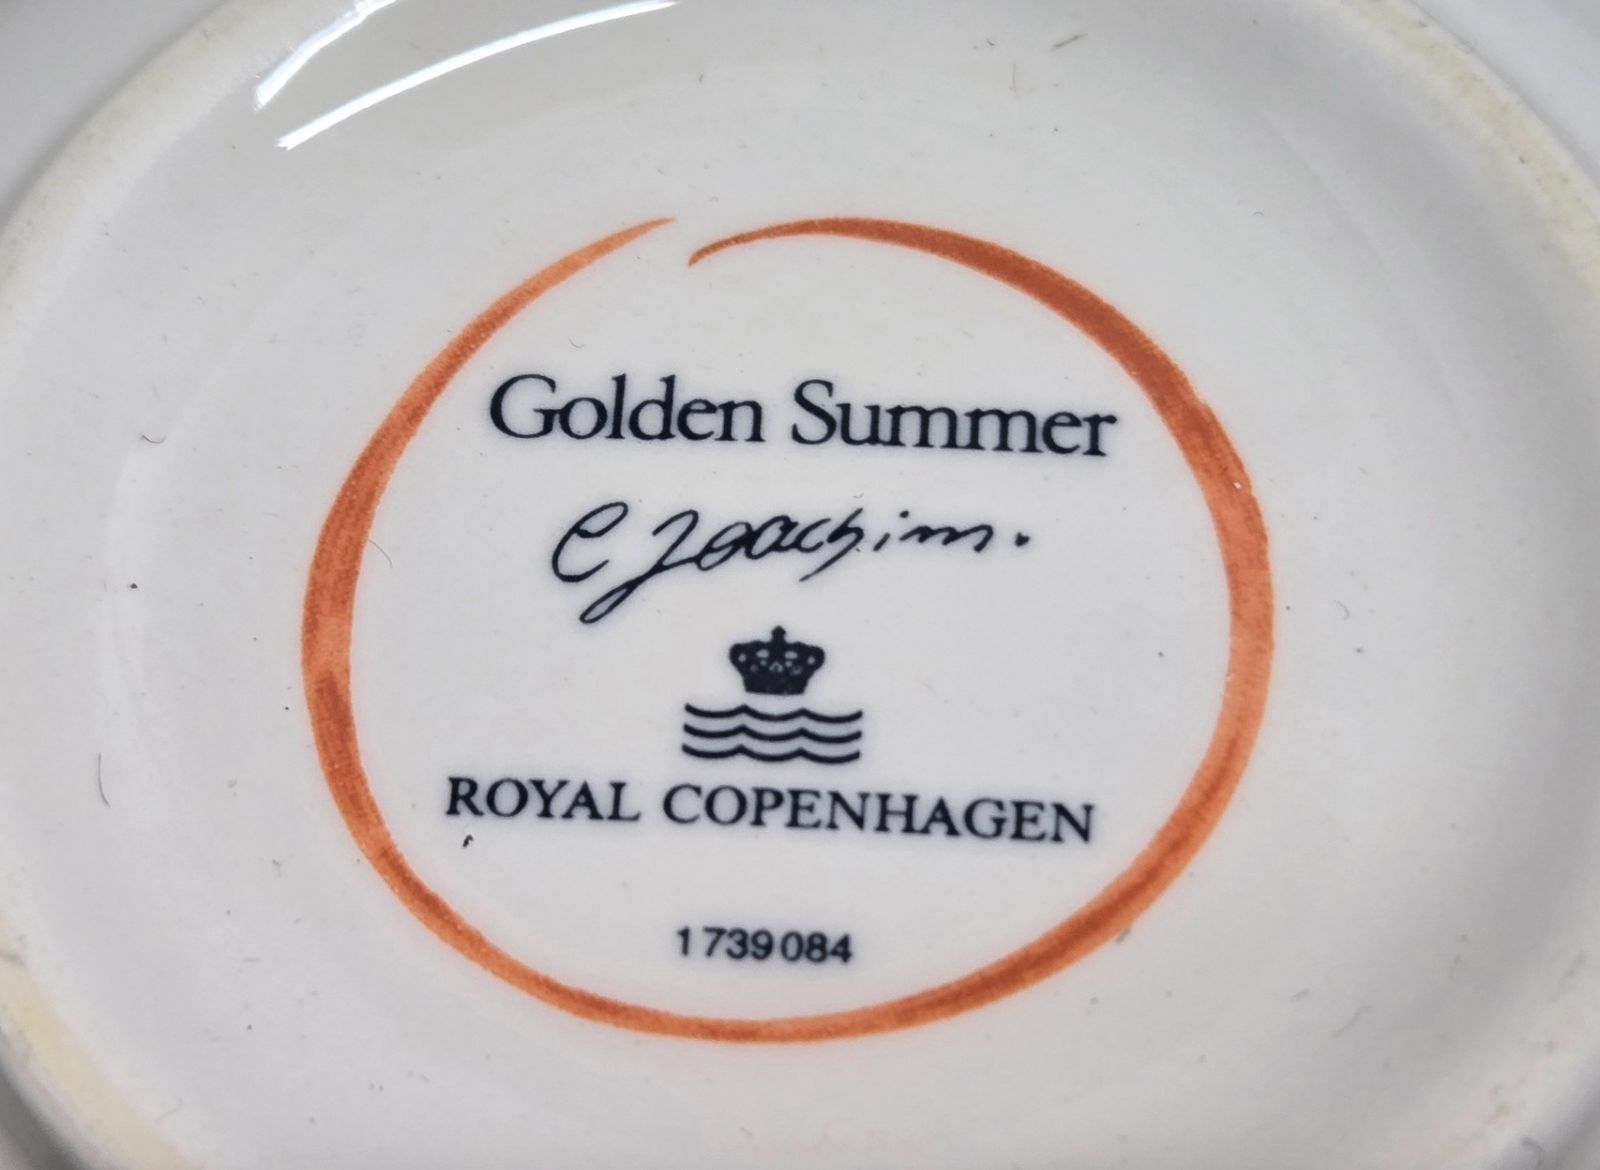 Golden Summer
C Joachim.
ROYAL COPENHAGEN
1739084